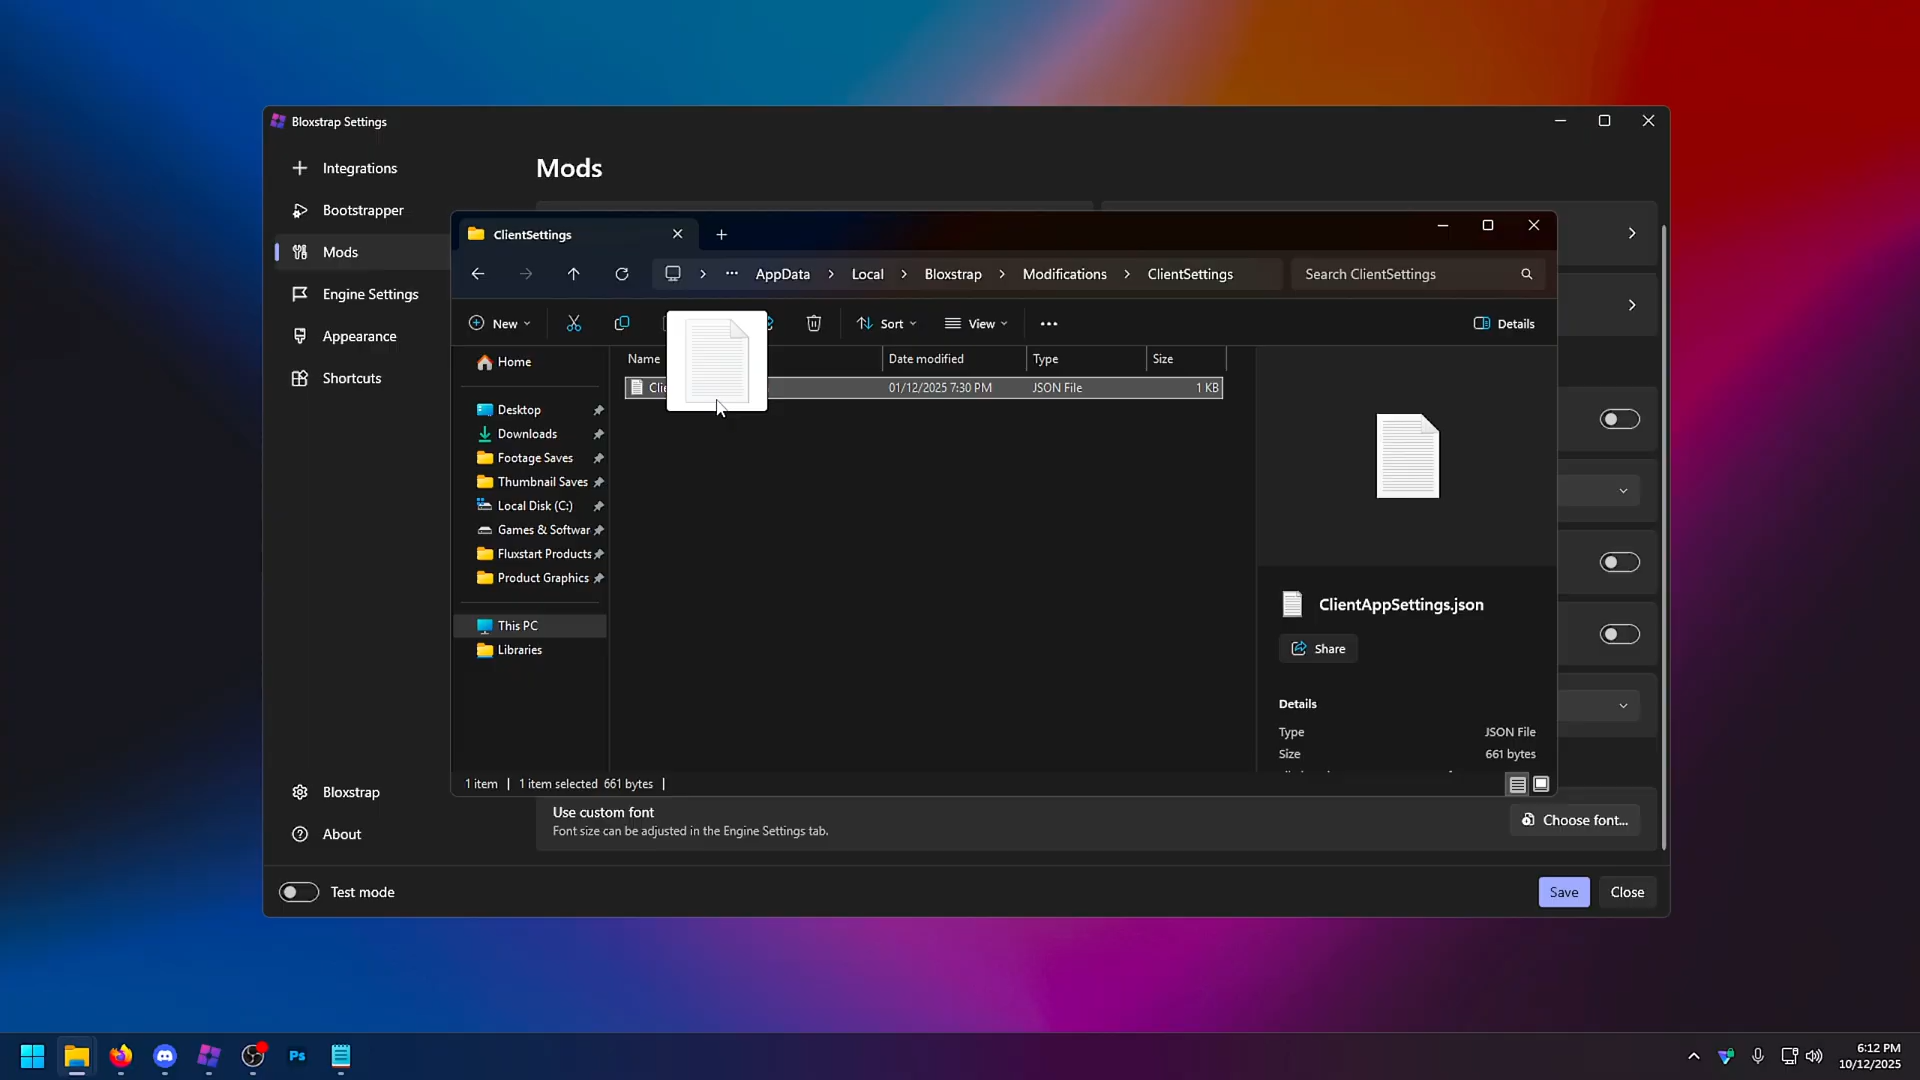 Bloxstrap Settings
Integrations
Bootstrapper
Mods
Engine Settings
Appearance
Shortcuts
Bloxstrap
About
Test mode
Mods
ClientSettings
AppData
Local
Bloxstrap
Modifications
ClientSettings
Search ClientSettings
New
Sort
View
Details
Home
Desktop
Downloads
Footage Saves
Thumbnail Saves
Local Disk (C:)
Games & Softwar
Fluxstart Products
Product Graphics
This PC
Libraries
Name
Date modified
Type
Size
Clie
01/12/2025 7:30 PM
JSON File
1 KB
ClientAppSettings.json
Share
Details
Type
JSON File
Size
661 bytes
1 item
1 item selected 661 bytes
Use custom font
Font size can be adjusted in the Engine Settings tab.
Choose font...
Save
Close
Ps
6:12 PM
10/12/2025